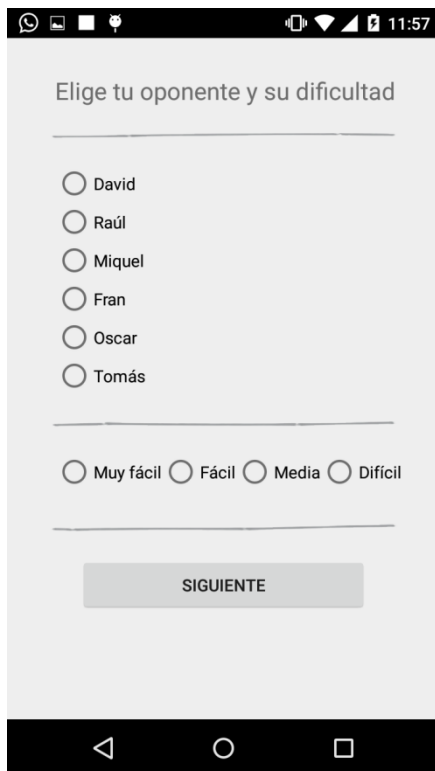 11:57
Elige tu oponente y su dificultad
David
Raúl
Miquel
Fran
Oscar
Tomás
Muy fácil Fácil Media Difícil
SIGUIENTE